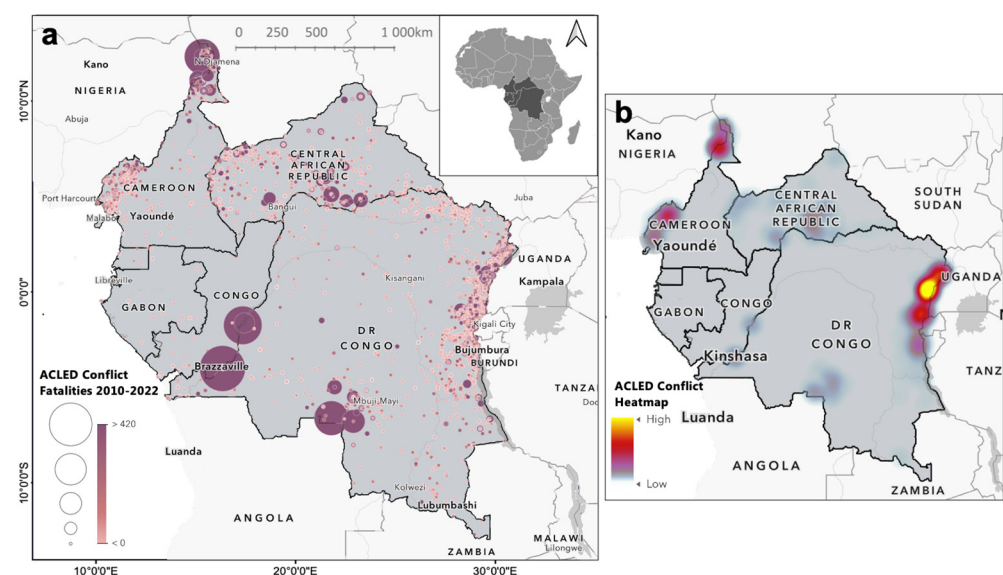 a
0 250 500 1 000km
Kano
N'Djamena
NIGERIA
10°0'0"N
Abuja
CENTRAL
AFRICAN
REPUBLIC
CAMEROON
Port Harcourt
Malabo
Yaoundé
Bangui
Juba
UGANDA
Kampala
Libreville
Kisangani
0°0'0"
GABON
CONGO
Kigali City
DR
CONGO
Bujumbura
BURUNDI
Brazzaville
ACLED Conflict
Fatalities 2010-2022
> 420
< 0
Mbuji-Mayi
TANZA
Luanda
10°0'0"S
Kolwezi
Lubumbashi
ANGOLA
MALAWI
Lilongwe
ZAMBIA
10°0'0"E 20°0'0"E 30°0'0"E
b
Kano
NIGERIA
SOUTH
SUDAN
CENTRAL
AFRICAN
REPUBLIC
CAMEROON
Yaoundé
UGANDA
GABON
CONGO
DR
CONGO
Kinshasa
TANZ
ACLED Conflict
Heatmap
High
Low
Luanda
ANGOLA
ZAMBIA